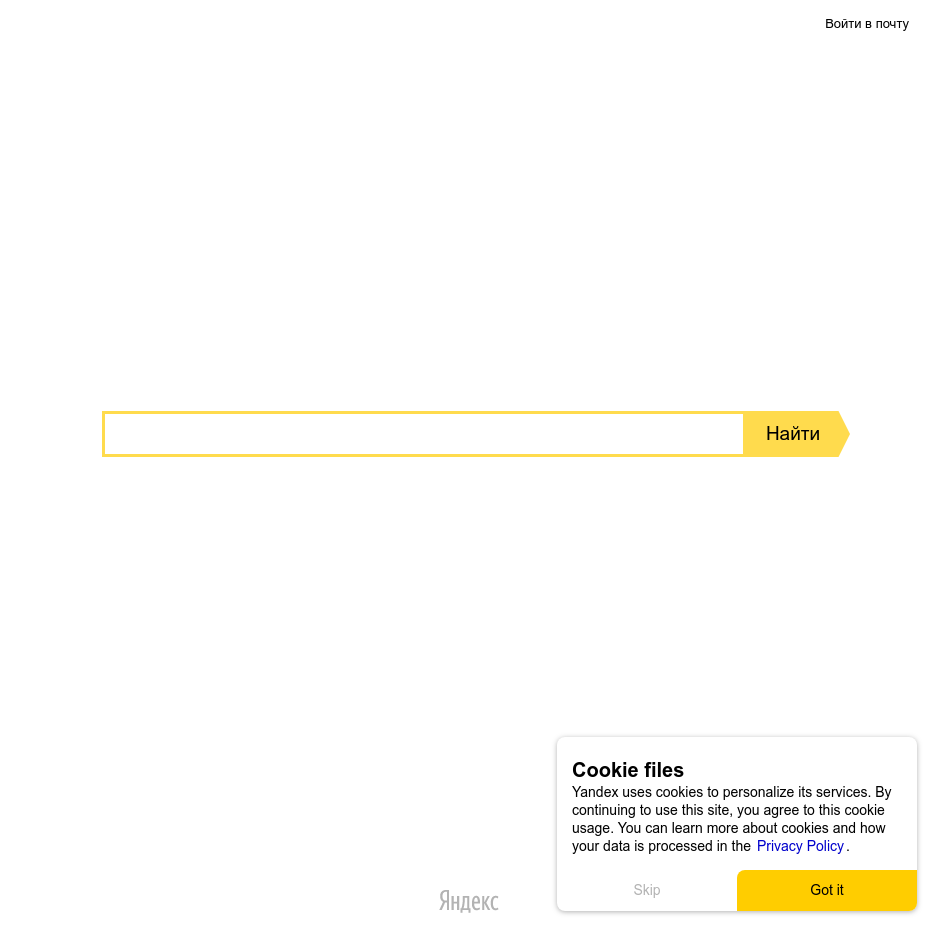 Войти в почту
Найти
Cookie files
Yandex uses cookies to personalize its services. By
continuing to use this site, you agree to this cookie
usage. You can learn more about cookies and how
your data is processed in the Privacy Policy.
Skip
Got it
Яндекс